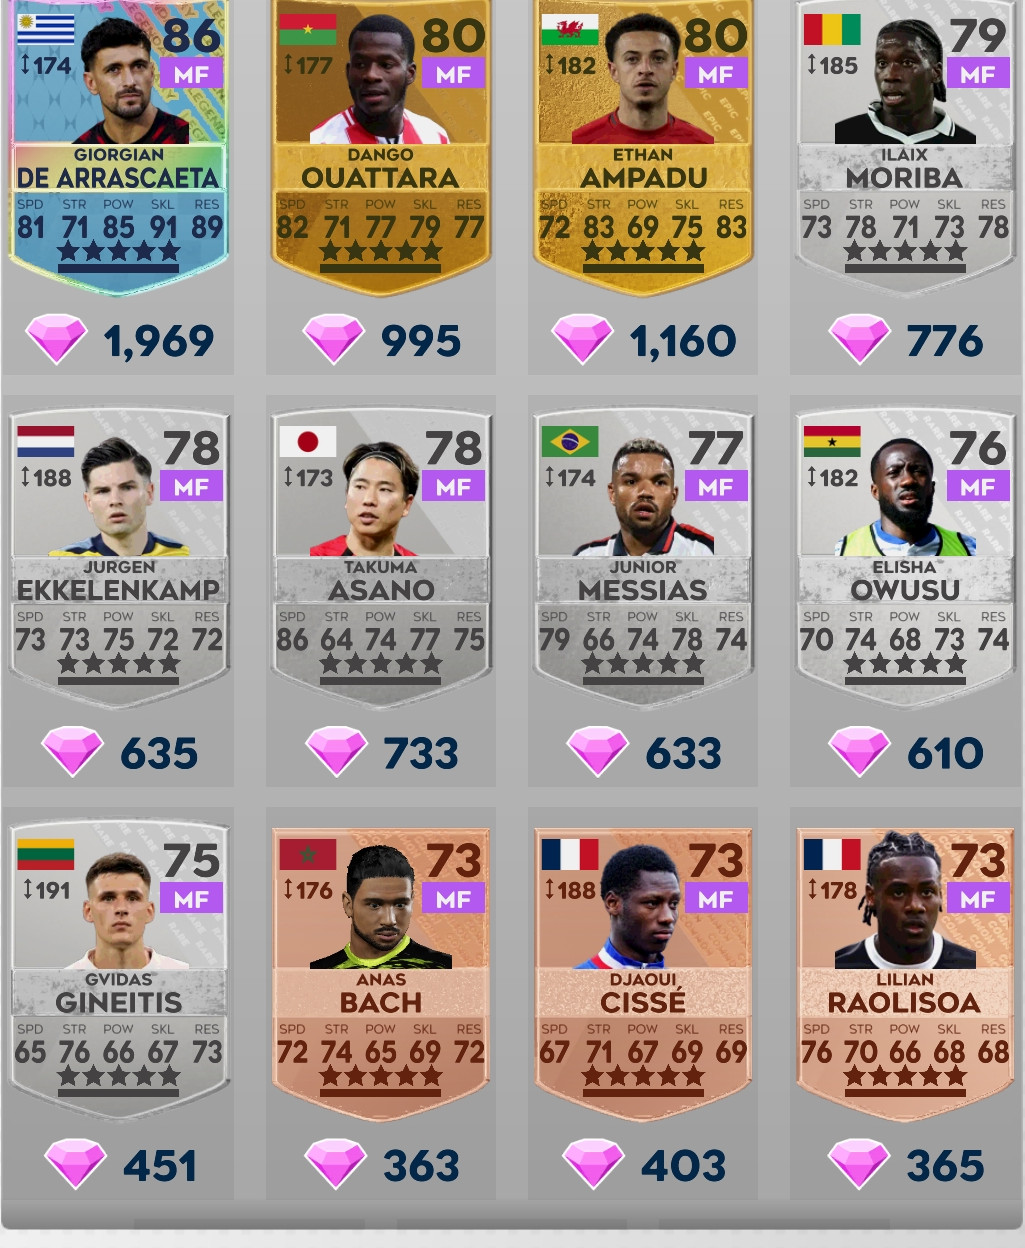 86
174
MF
LEGENDARY
GIORGIAN
DE ARRASCAETA
SPD STR POW SKL RES
81 71 85 91 89
1,969
80
177
MF
DANGO
OUATTARA
SPD STR POW SKL RES
82 71 77 79 77
995
80
182
MF
EPIC
ETHAN
AMPADU
SPD STR POW SKL RES
72 83 69 75 83
1,160
79
185
MF
RARE
ILAIX
MORIBA
SPD STR POW SKL RES
73 78 71 73 78
776
78
188
MF
RARE
JURGEN
EKKELENKAMP
SPD STR POW SKL RES
73 73 75 72 72
635
78
173
MF
TAKUMA
ASANO
SPD STR POW SKL RES
86 64 74 77 75
733
77
174
MF
RARE
JUNIOR
MESSIAS
SPD STR POW SKL RES
79 66 74 78 74
633
76
182
MF
RARE
ELISHA
OWUSU
SPD STR POW SKL RES
70 74 68 73 74
610
75
191
MF
RARE
GVIDAS
GINEITIS
SPD STR POW SKL RES
65 76 66 67 73
451
73
176
MF
COMMON
ANAS
BACH
SPD STR POW SKL RES
72 74 65 69 72
363
73
188
MF
COMMON
DJAOUI
CISSÉ
SPD STR POW SKL RES
67 71 67 69 69
403
73
178
MF
COMMON
LILIAN
RAOLISOA
SPD STR POW SKL RES
76 70 66 68 68
365